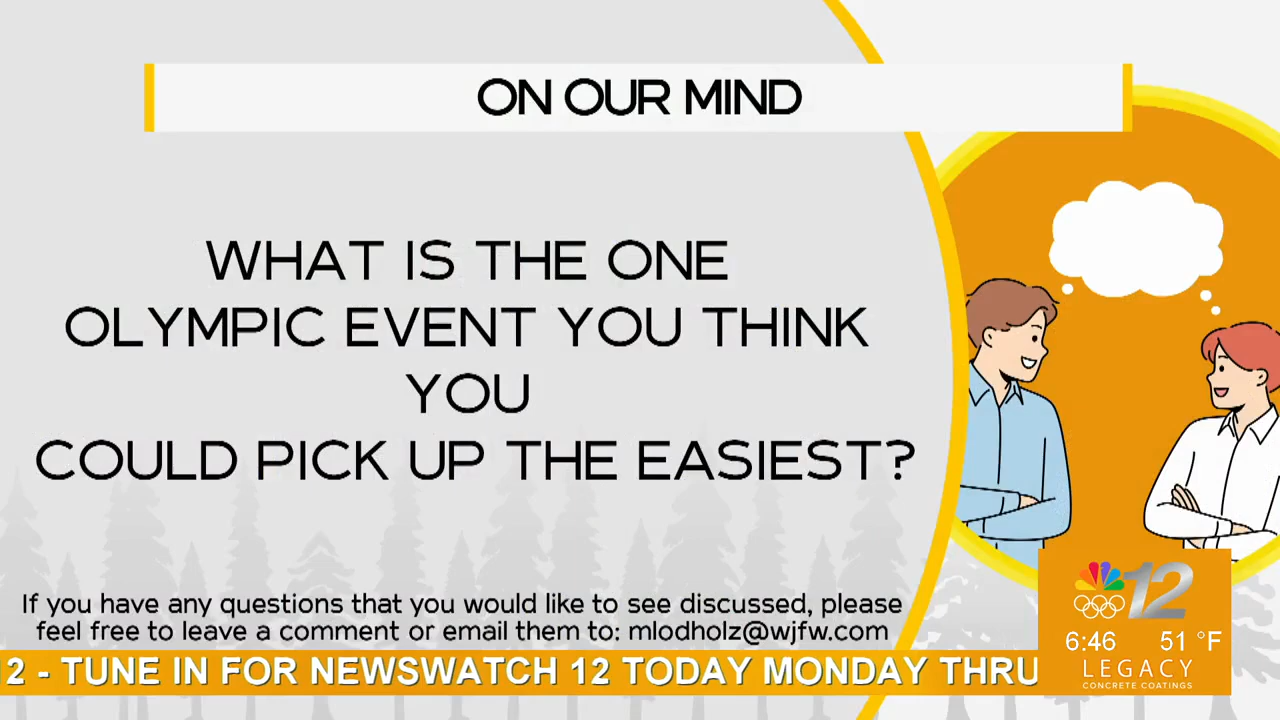 ON OUR MIND
WHAT IS THE ONE
OLYMPIC EVENT YOU THINK
YOU
COULD PICK UP THE EASIEST?
If you have any questions that you would like to see discussed, please
feel free to leave a comment or email them to: mlodholz@wjfw.com
2 - TUNE IN FOR NEWSWATCH 12 TODAY MONDAY THRU
12
6:46 51 °F
LEGACY
CONCRETE COATINGS